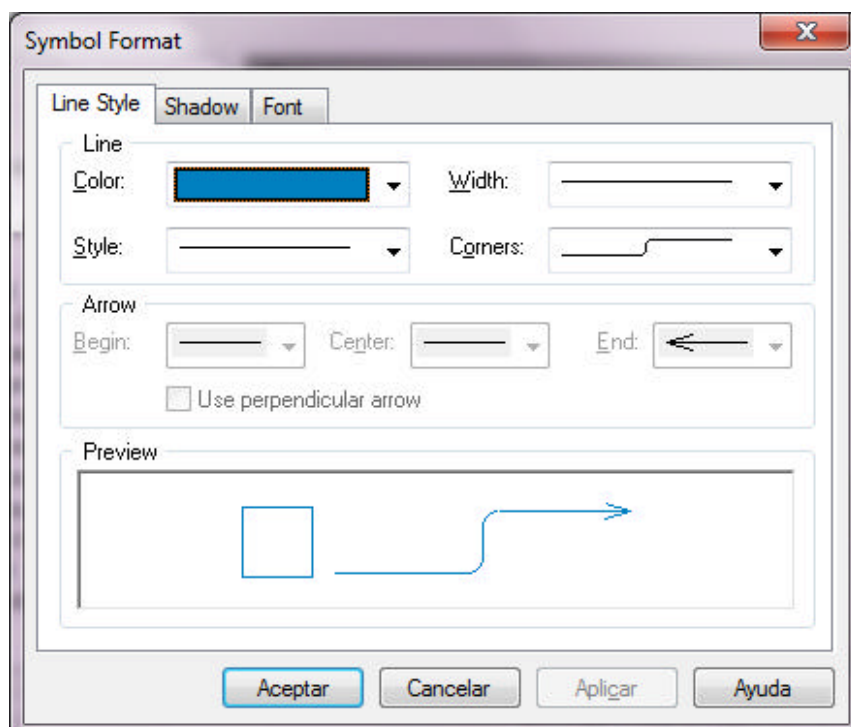 Symbol Format
Line Style Shadow Font
Line
Color: Width:
Style: Corners:
Arrow
Begin: Center: End:
Use perpendicular arrow
Preview
Aceptar Cancelar Aplicar Ayuda